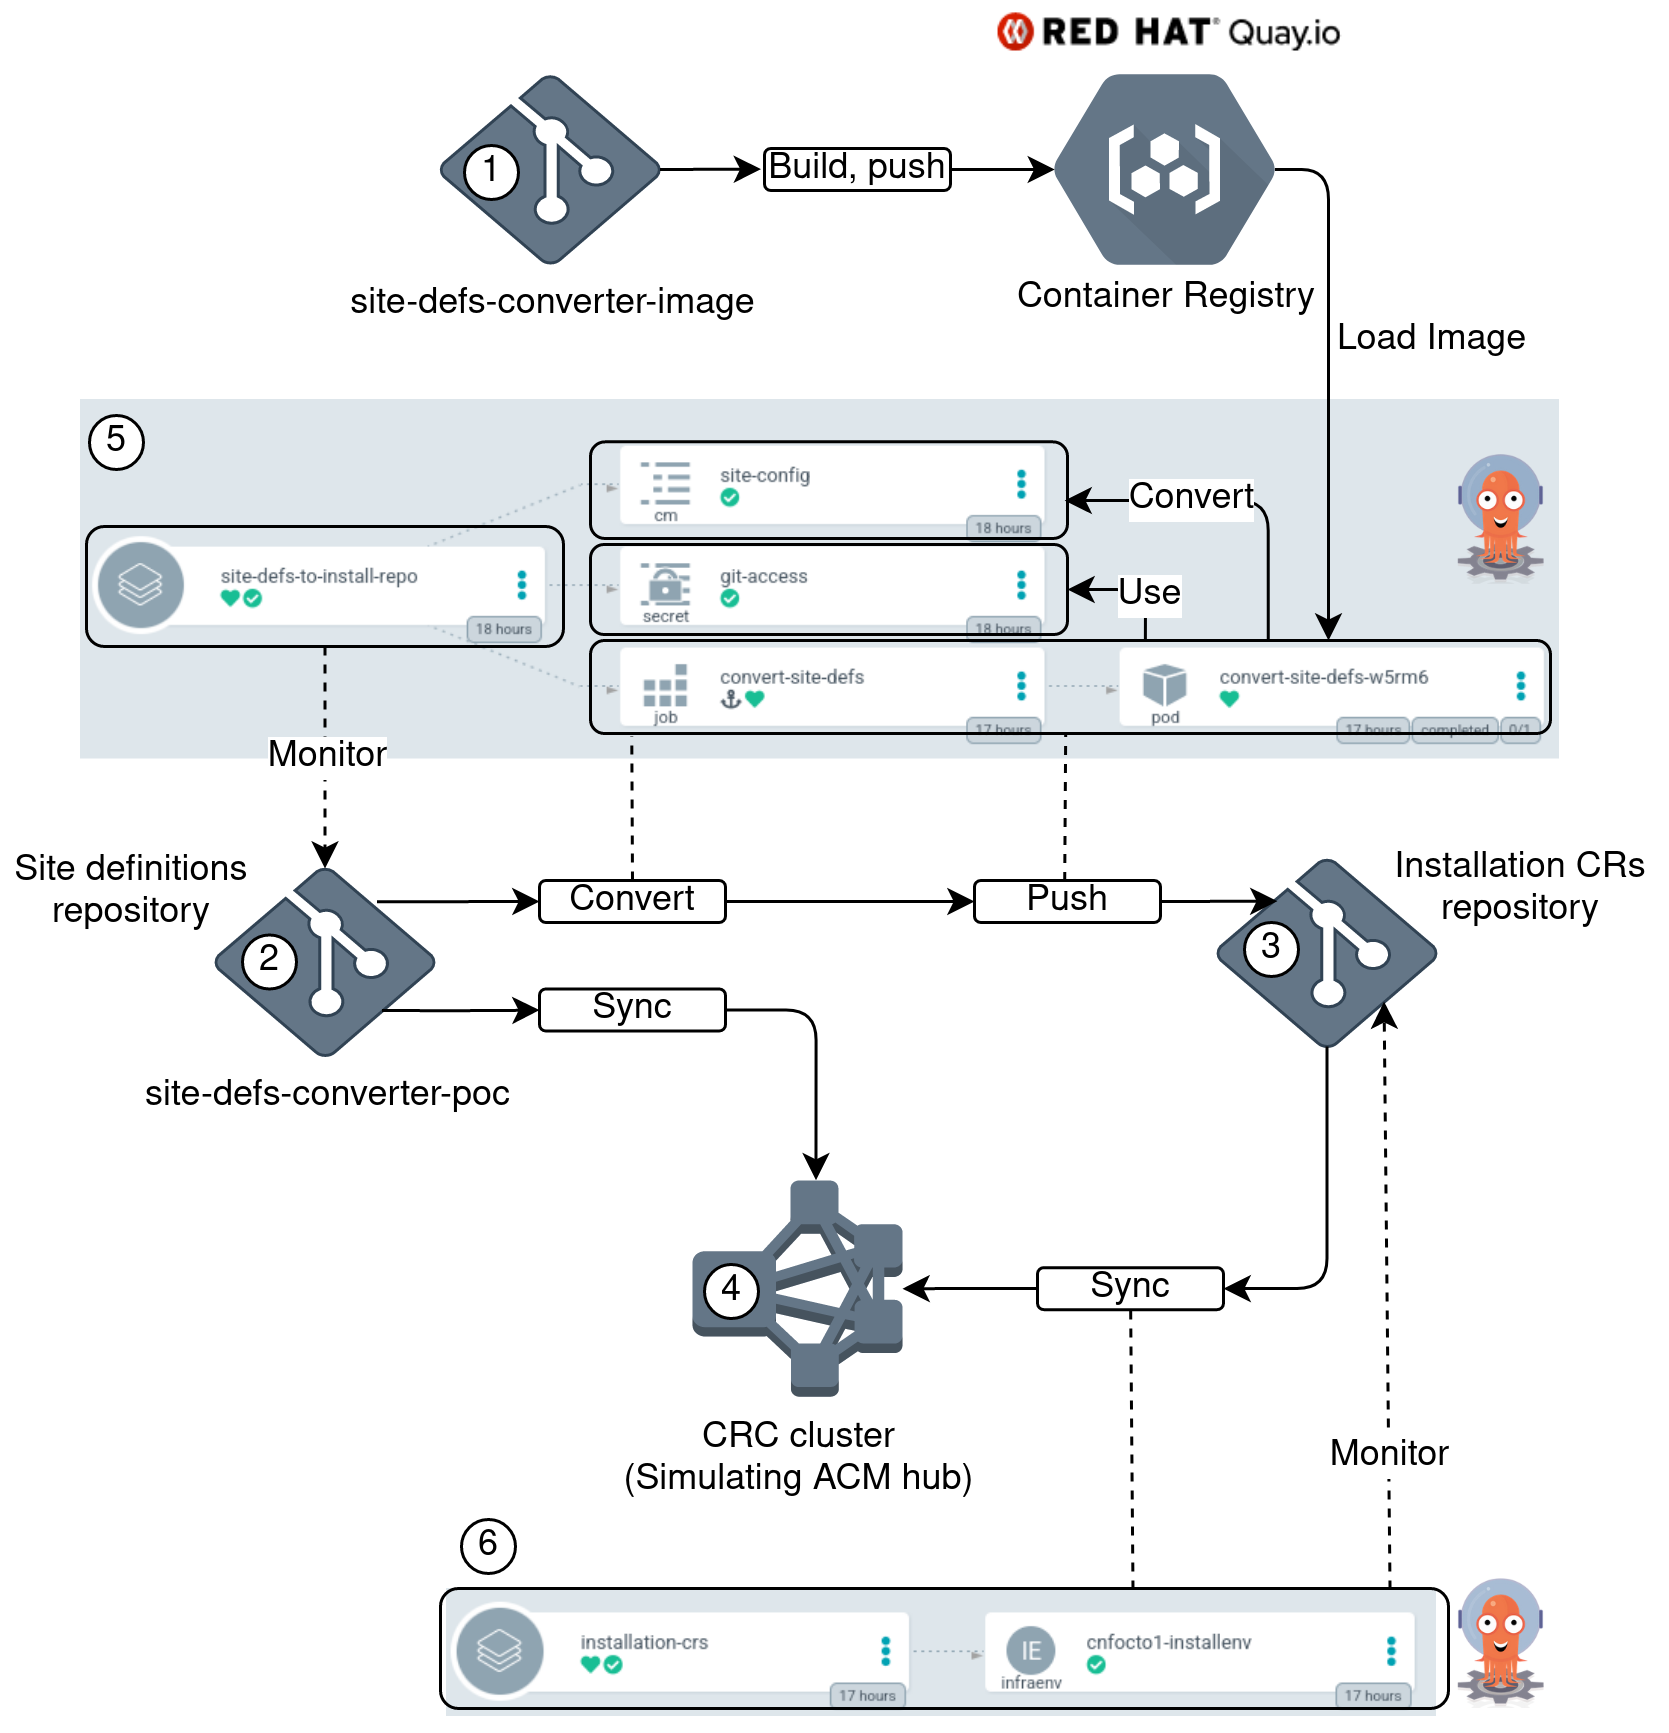 RED HAT® Quay.io
1
Build, push
site-defs-converter-image
Container Registry
Load Image
5
site-config
cm
18 hours
Convert
site-defs-to-install-repo
18 hours
git-access
secret
18 hours
Use
convert-site-defs
job
17 hours
convert-site-defs-w5rm6
pod
17 hours
completed
0/1
Monitor
Site definitions
repository
Convert
Push
Installation CRs
repository
2
3
Sync
site-defs-converter-poc
4
Sync
CRC cluster
(Simulating ACM hub)
Monitor
6
installation-crs
17 hours
IE
infraenv
cnfocto1-installenv
17 hours